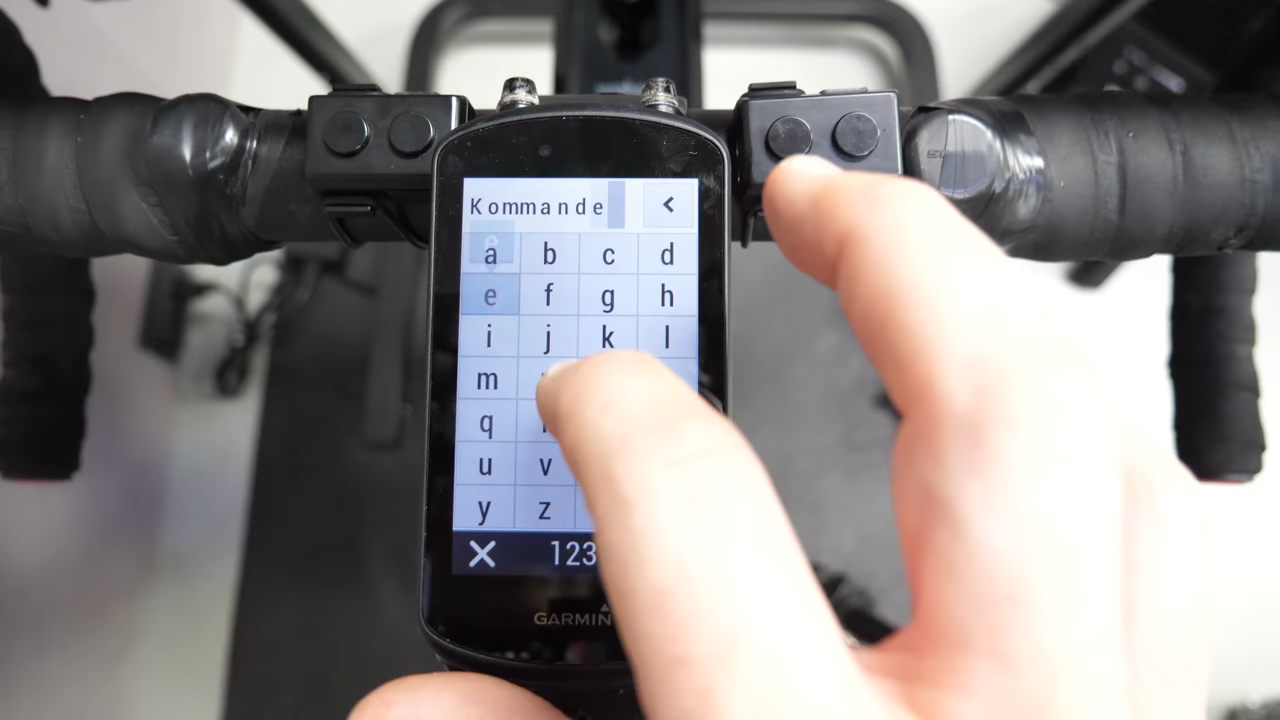 Kommande <
a b c d
e f g h
i j k l
m
q
u v
y z
X 123
GARMIN